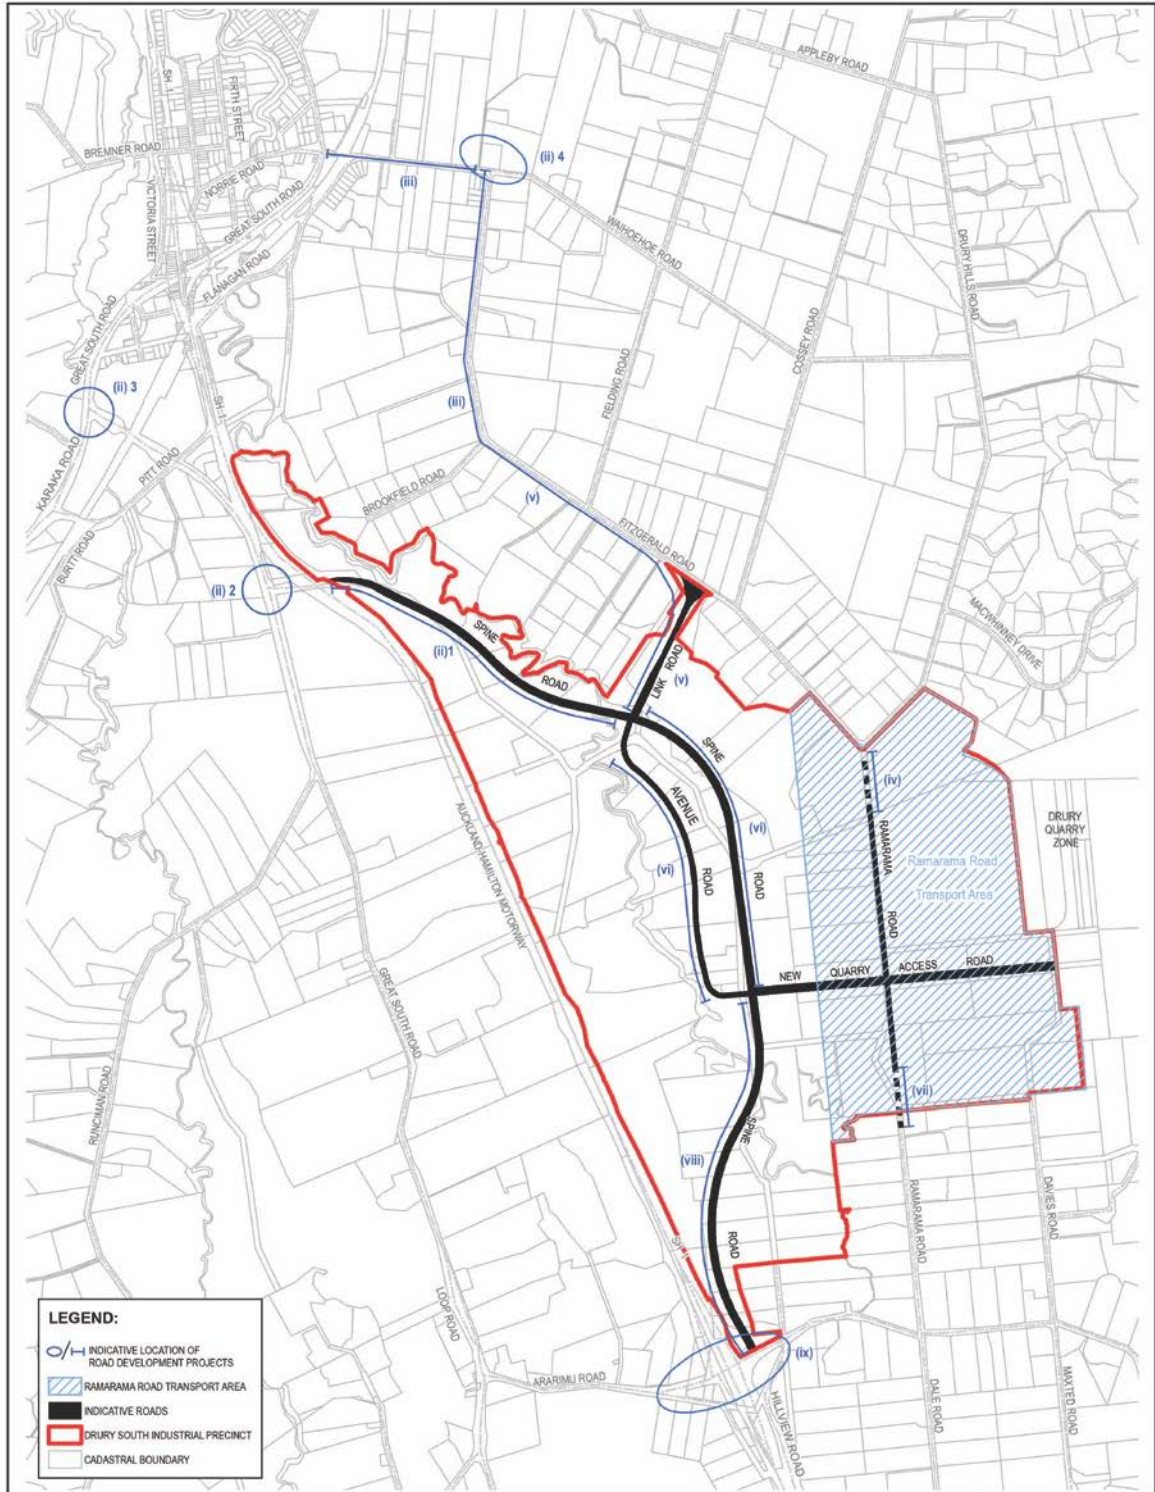 APPLEBY ROAD
SH 1
FIRTH STREET
BREMNER ROAD
NORRIE ROAD
VICTORIA STREET
GREAT SOUTH ROAD
FLANAGAN ROAD
(iii)
(ii) 4
WAIHOEHOE ROAD
DRURY HILLS ROAD
GREAT SOUTH ROAD
(ii) 3
KARAKA ROAD
PITT ROAD
SH 1
(iii)
FIELDING ROAD
COSSEY ROAD
BURTT ROAD
BROOKFIELD ROAD
(v)
FITZGERALD ROAD
(ii) 2
MACWHINNEY DRIVE
SPINE
ROAD
(ii)1
LINK ROAD
(v)
SPINE
ROAD
(vi)
AVENUE
ROAD
(vi)
(iv)
RAMARAMA
ROAD
DRURY
QUARRY
ZONE
Ramarama Road
Transport Area
AUCKLAND-HAMILTON MOTORWAY
NEW QUARRY ACCESS ROAD
GREAT SOUTH ROAD
RUNCIMAN ROAD
(vii)
SPINE
ROAD
(viii)
RAMARAMA ROAD
DAVIES ROAD
SH 1
LOOP ROAD
(ix)
ARARIMU ROAD
HILLVIEW ROAD
DALE ROAD
MAXTED ROAD
LEGEND:
INDICATIVE LOCATION OF
ROAD DEVELOPMENT PROJECTS
RAMARAMA ROAD TRANSPORT AREA
INDICATIVE ROADS
DRURY SOUTH INDUSTRIAL PRECINCT
CADASTRAL BOUNDARY